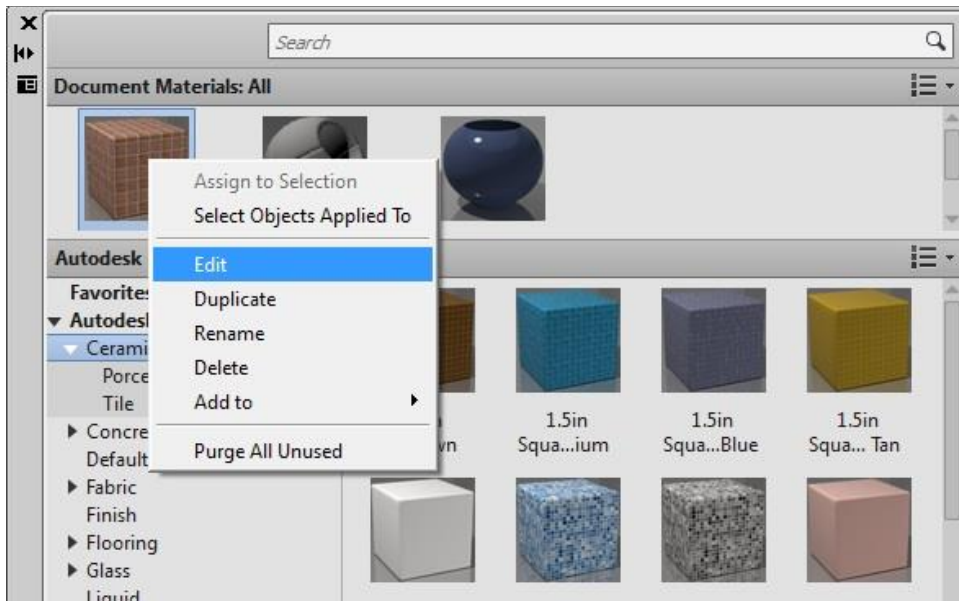 Search
Document Materials: All
Assign to Selection
Select Objects Applied To
Edit
Duplicate
Rename
Delete
Add to
Purge All Unused
Autodesk
Favorites
Autodes
Cerami
Porce
Tile
Concre
Default
Fabric
Finish
Flooring
Glass
Liquid
1.5in
Squa...ium
1.5in
Squa...Blue
1.5in
Squa... Tan